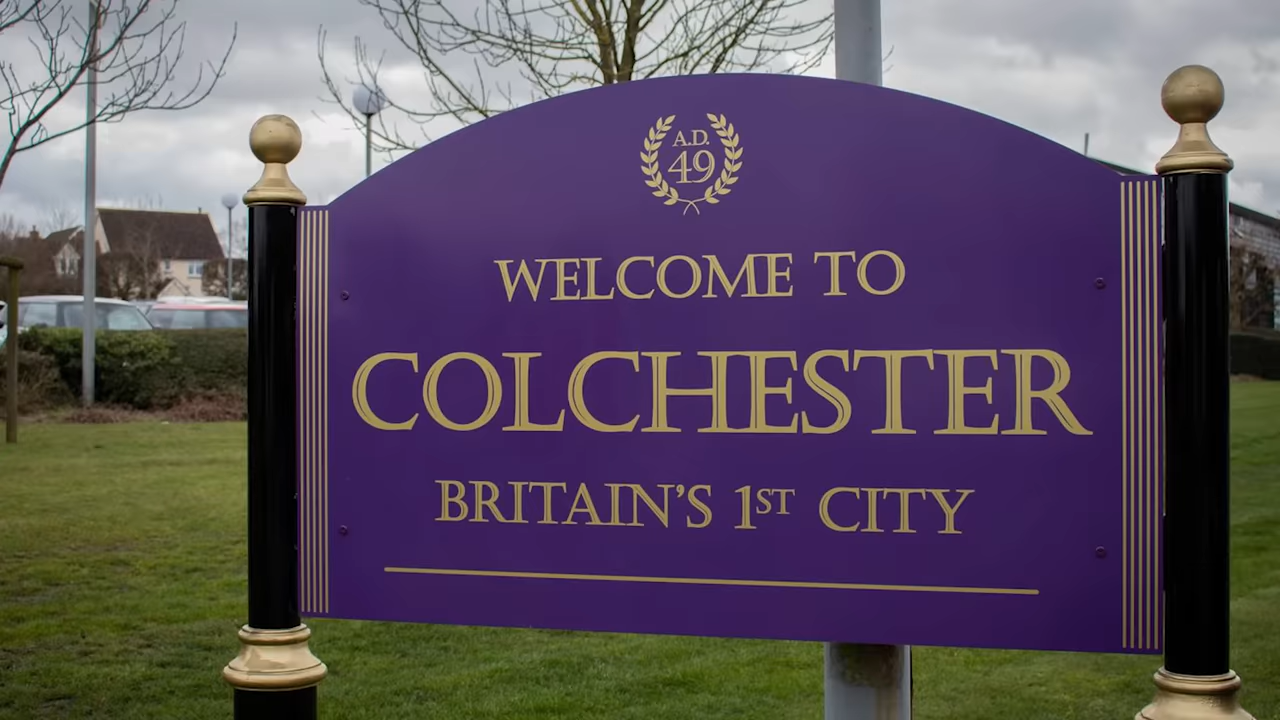 A.D.
49
WELCOME TO
COLCHESTER
BRITAIN'S 1ST CITY